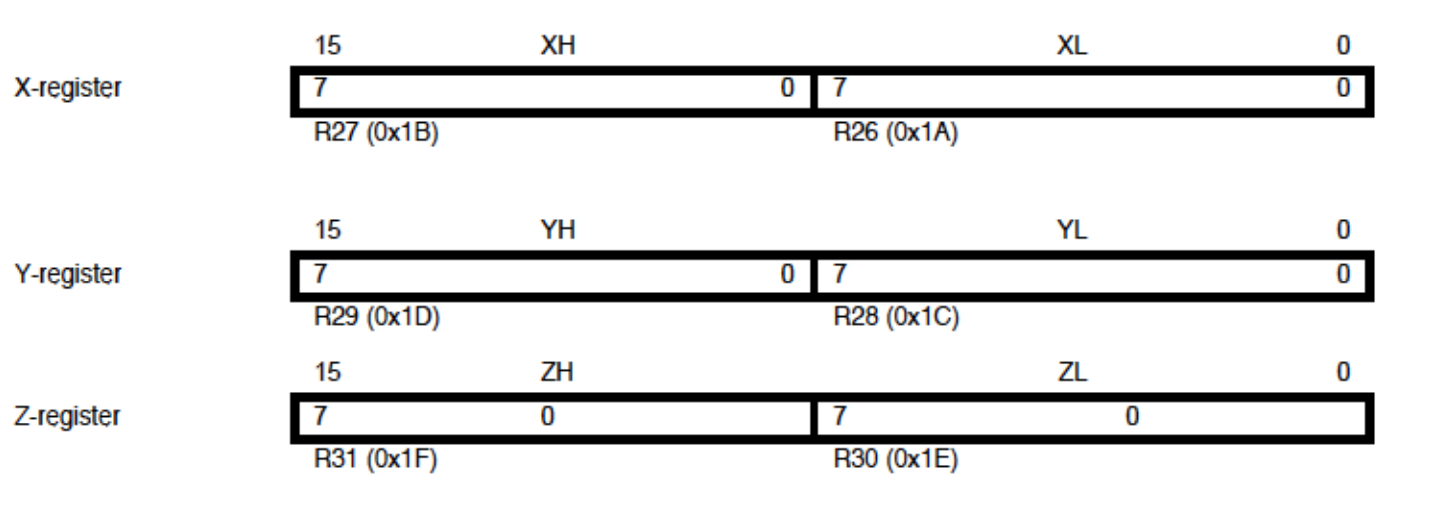 15 XH XL 0
X-register 7 0 7 0
R27 (0x1B) R26 (0x1A)
15 YH YL 0
Y-register 7 0 7 0
R29 (0x1D) R28 (0x1C)
15 ZH ZL 0
Z-register 7 0 7 0
R31 (0x1F) R30 (0x1E)